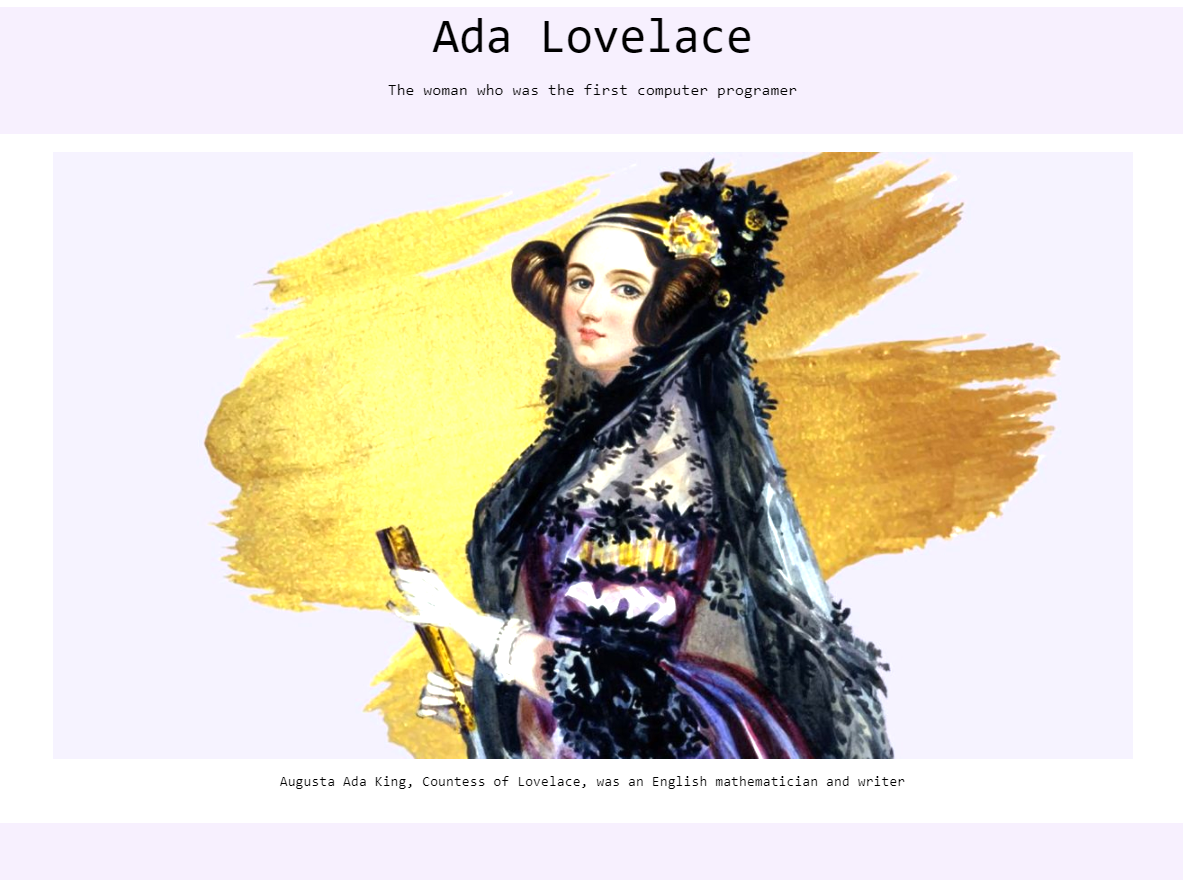 Ada Lovelace
The woman who was the first computer programer
Augusta Ada King, Countess of Lovelace, was an English mathematician and writer